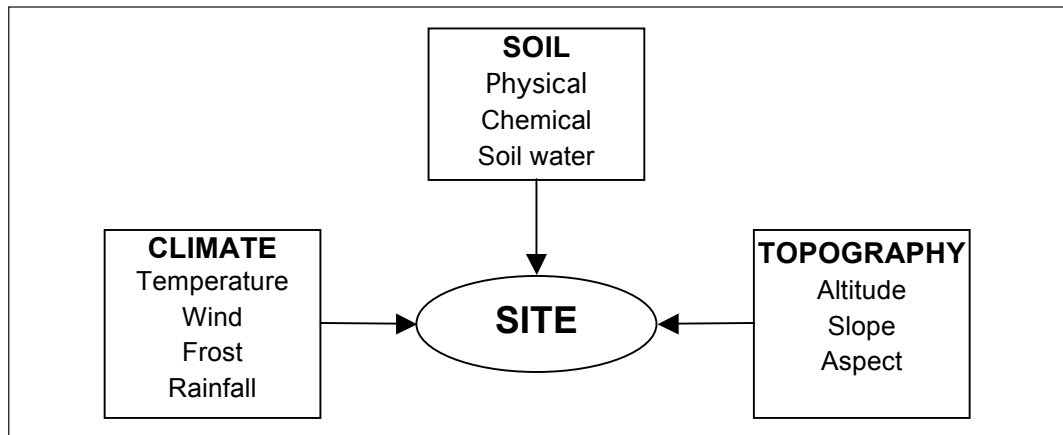 SOIL
Physical
Chemical
Soil water
CLIMATE
Temperature
Wind
Frost
Rainfall
SITE
TOPOGRAPHY
Altitude
Slope
Aspect